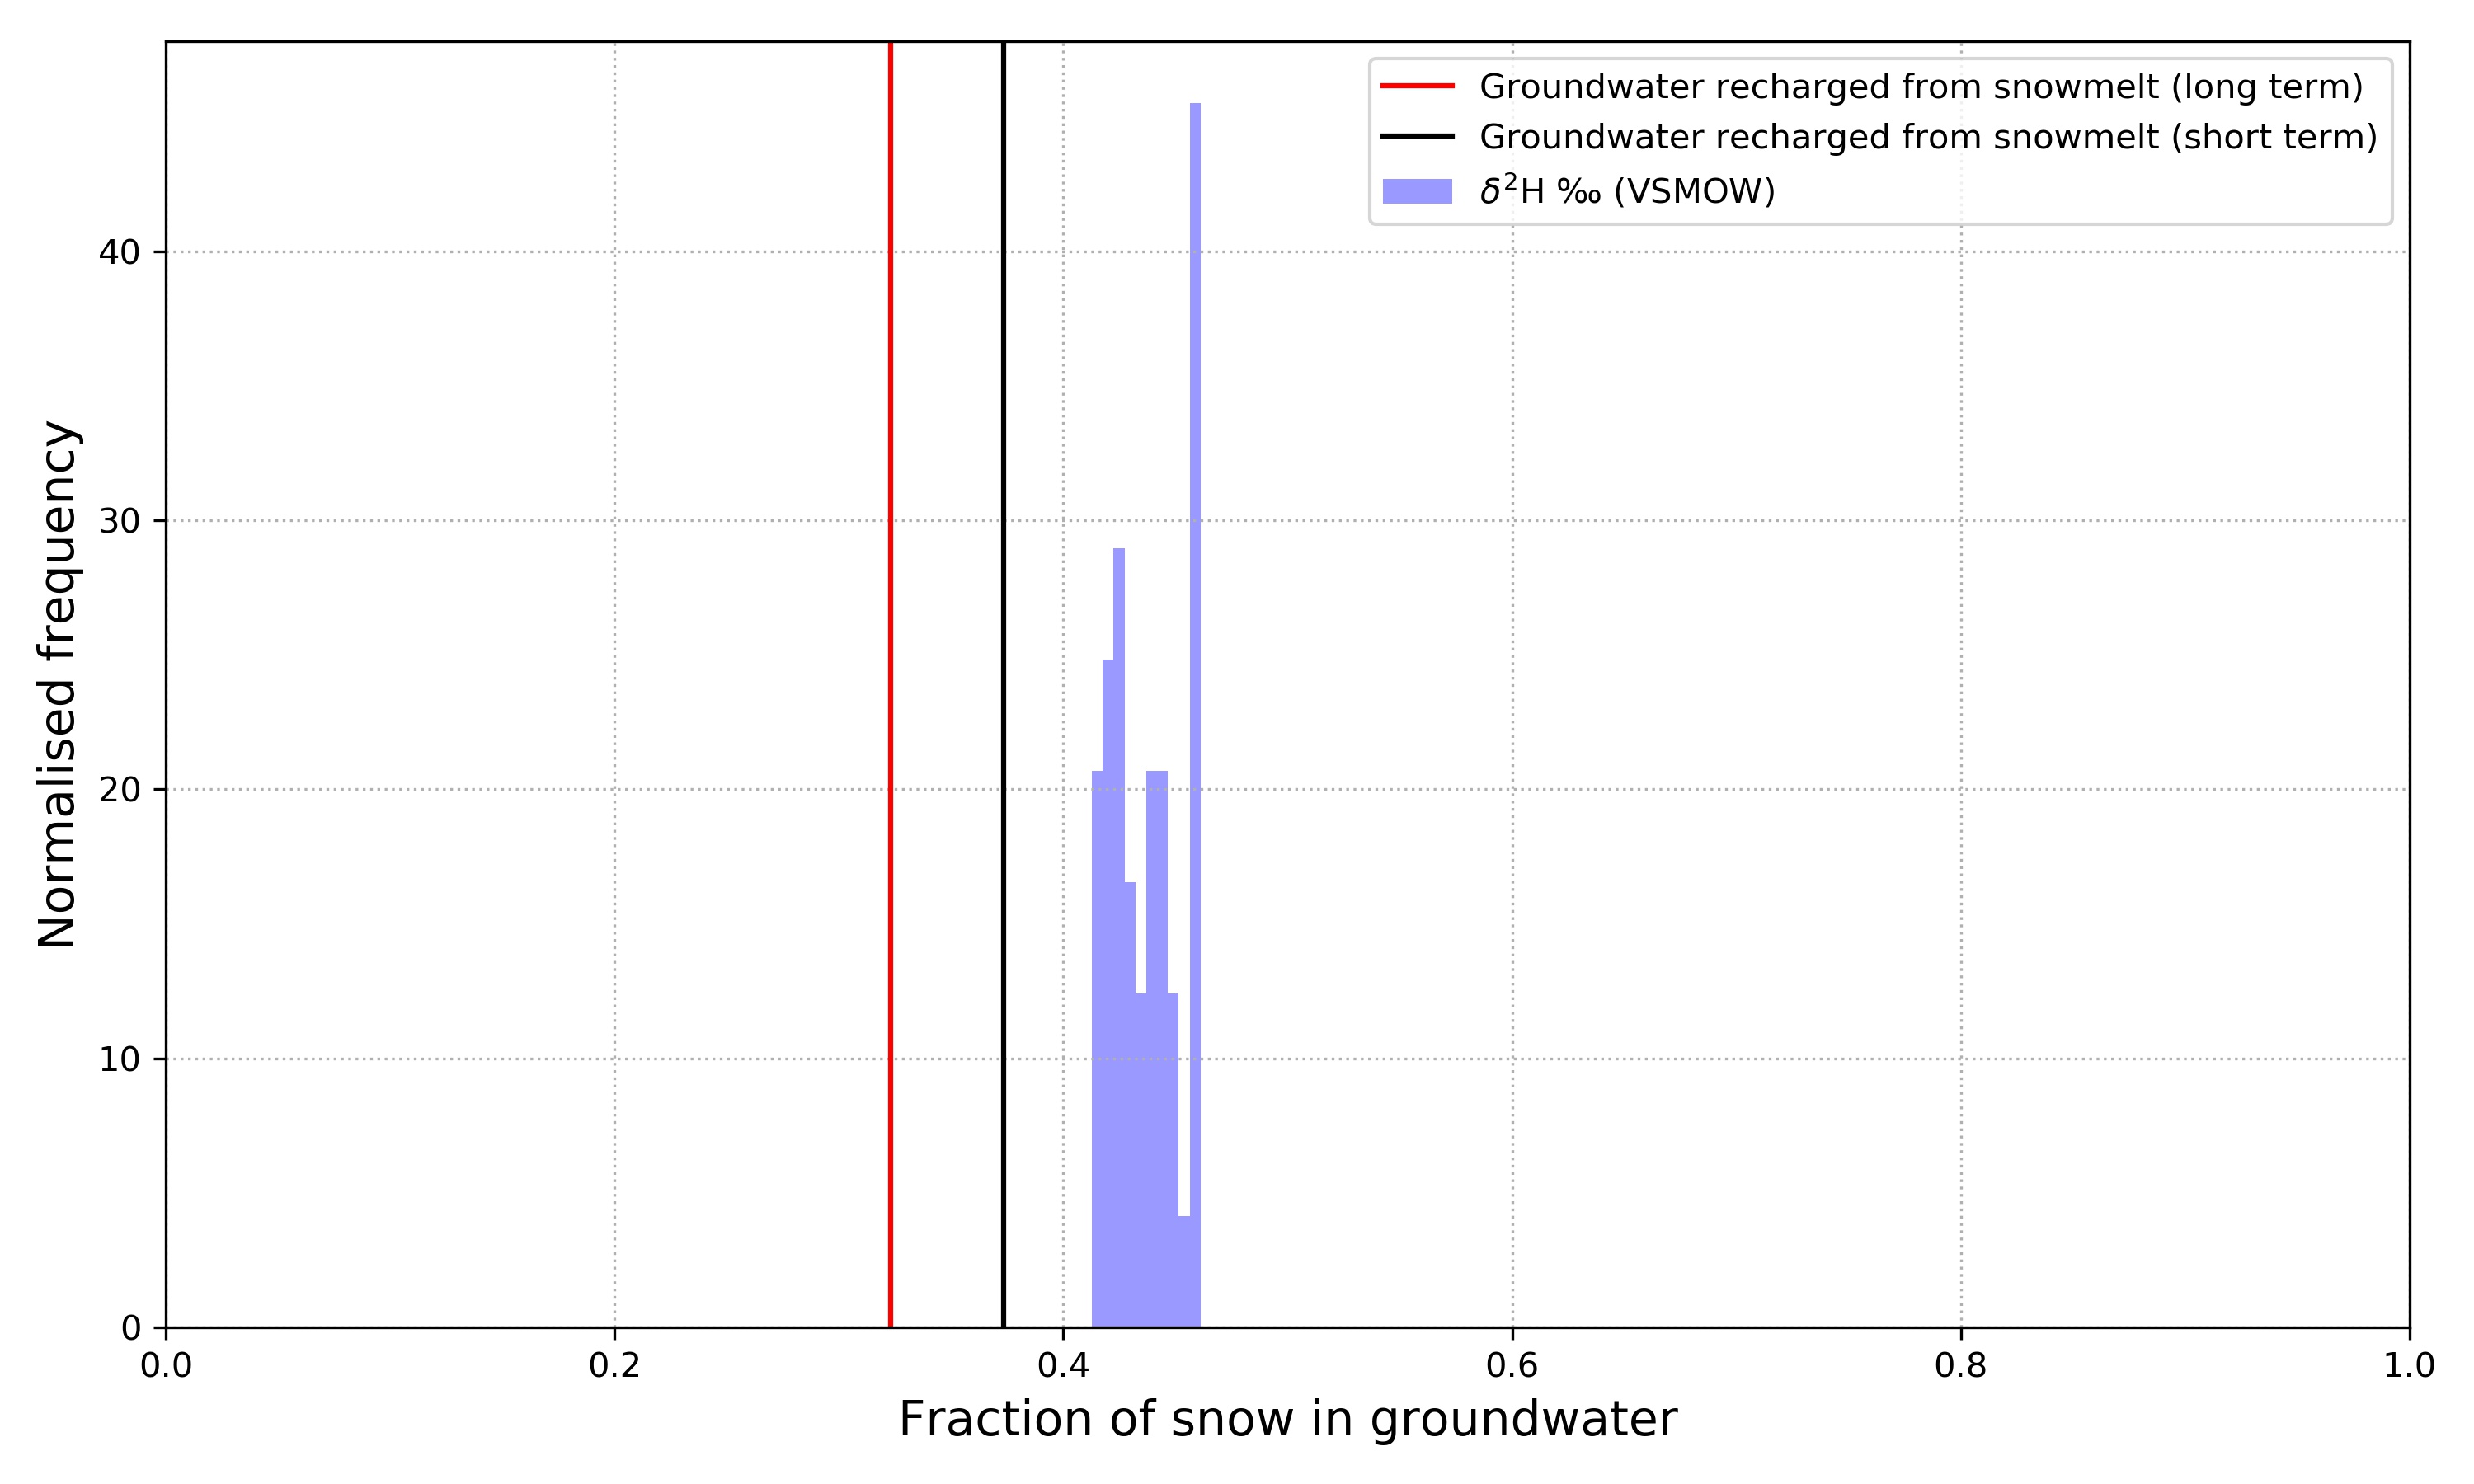 Groundwater recharged from snowmelt (long term)
Groundwater recharged from snowmelt (short term)
δ²H ‰ (VSMOW)
Normalised frequency
40
30
20
10
0
0.0 0.2 0.4 0.6 0.8 1.0
Fraction of snow in groundwater